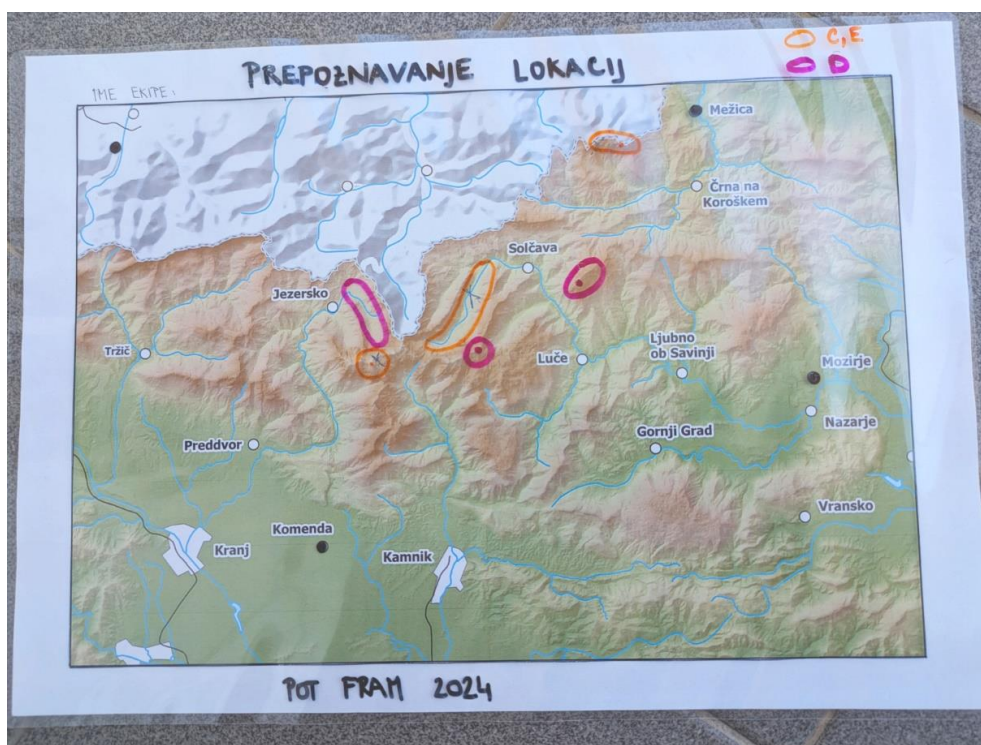 C, E
D
PREPOZNAVANJE LOKACIJ
IME EKIPE:
Mežica
Črna na
Koroškem
Solčava
Jezersko
Tržič
Luče
Ljubno
ob Savinji
Mozirje
Nazarje
Gornji Grad
Preddvor
Vransko
Komenda
Kranj
Kamnik
POT FRAM 2024